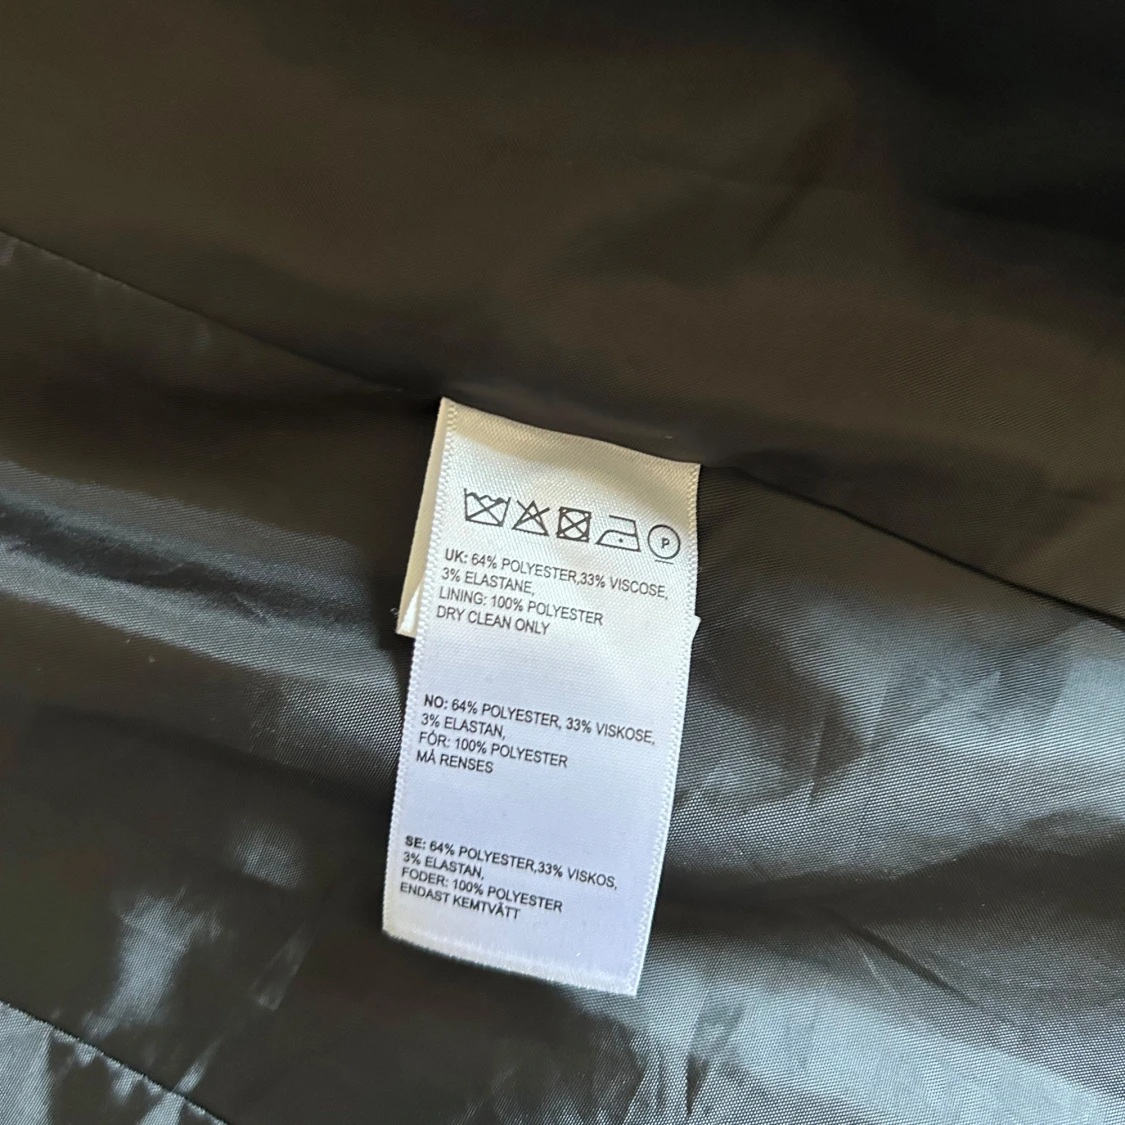 P
UK: 64% POLYESTER,33% VISCOSE,
3% ELASTANE,
LINING: 100% POLYESTER
DRY CLEAN ONLY
NO: 64% POLYESTER, 33% VISKOSE,
3% ELASTAN,
FÓR: 100% POLYESTER
MÅ RENSES
SE: 64% POLYESTER,33% VISKOS,
3% ELASTAN,
FODER: 100% POLYESTER
ENDAST KEMTVÄTT